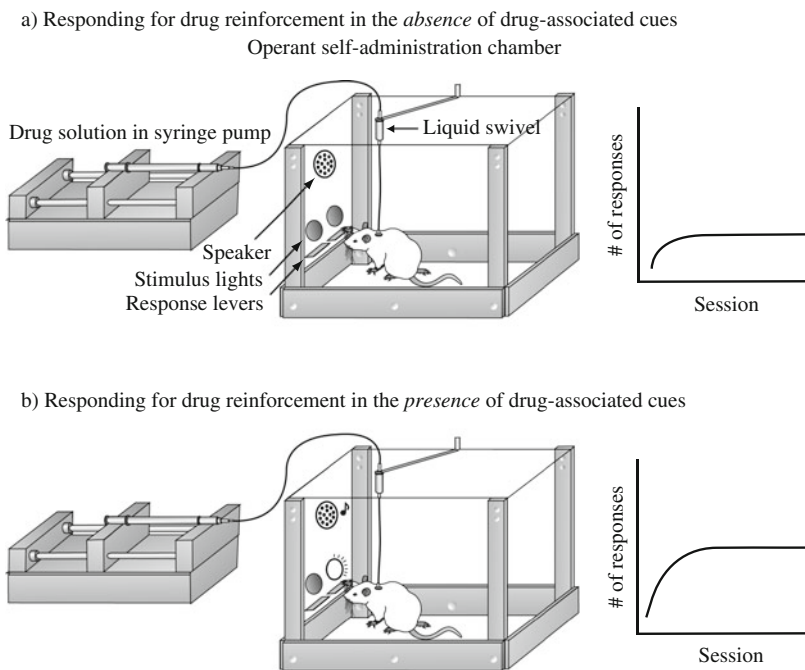 a) Responding for drug reinforcement in the absence of drug-associated cues
Operant self-administration chamber
Drug solution in syringe pump
Liquid swivel
Speaker
Stimulus lights
Response levers
# of responses
Session
b) Responding for drug reinforcement in the presence of drug-associated cues
# of responses
Session